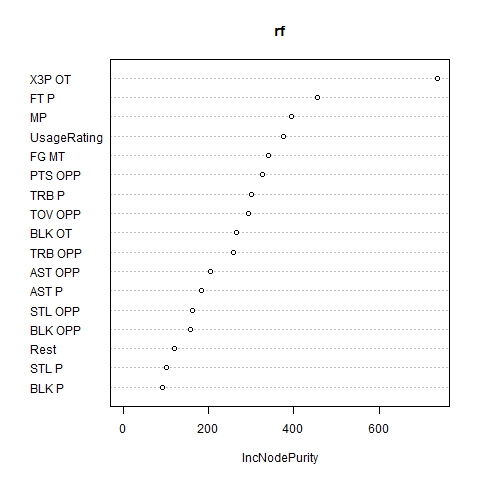 rf
X3P OT
FT P
MP
UsageRating
FG MT
PTS OPP
TRB P
TOV OPP
BLK OT
TRB OPP
AST OPP
AST P
STL OPP
BLK OPP
Rest
STL P
BLK P
0 200 400 600
IncNodePurity